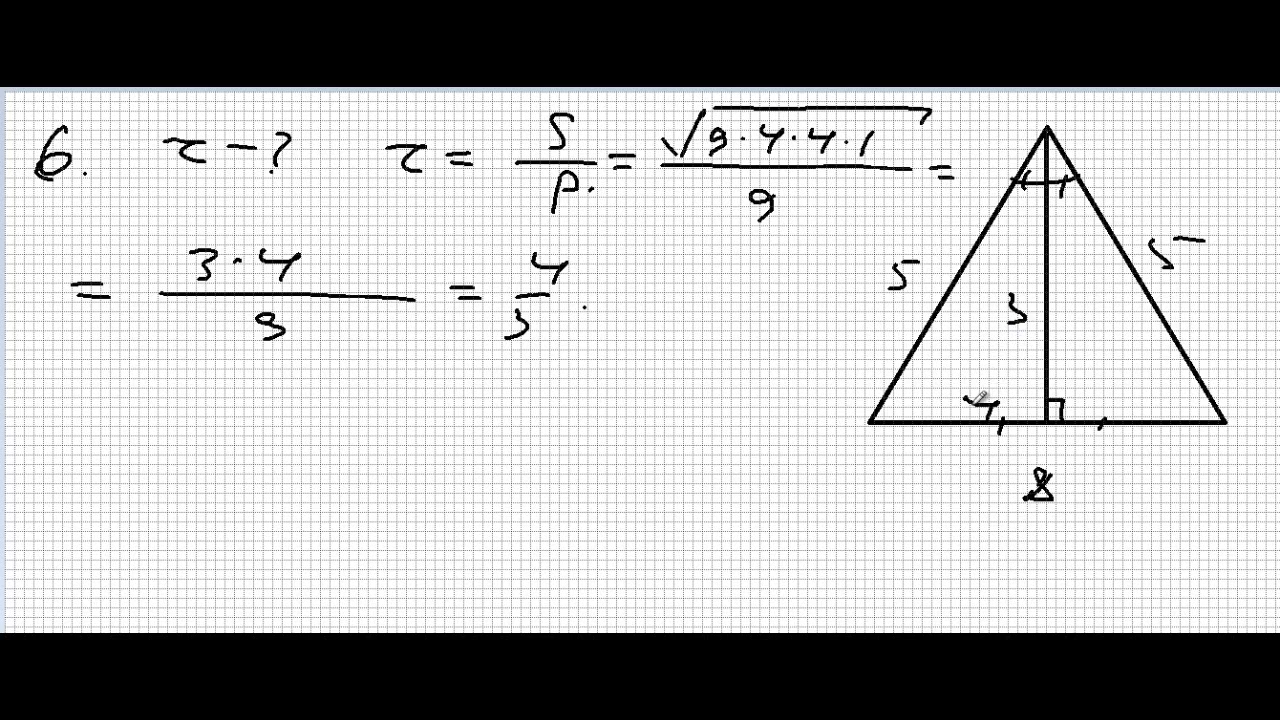 6. r - ? r = S/p. = √(9·4·4·1)/9 =
= 3·4/9 = 4/3.
5
5
3
4
8